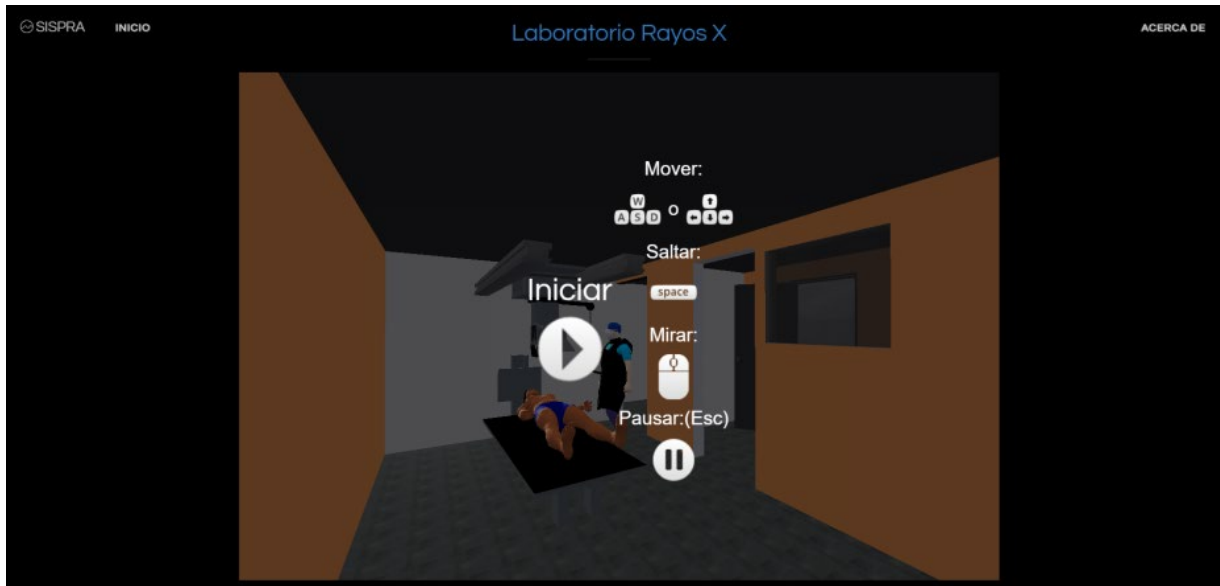 SISPRA
INICIO
Laboratorio Rayos X
ACERCA DE
Mover:
W
A S D o
Saltar:
Iniciar
space
Mirar:
Pausar:(Esc)